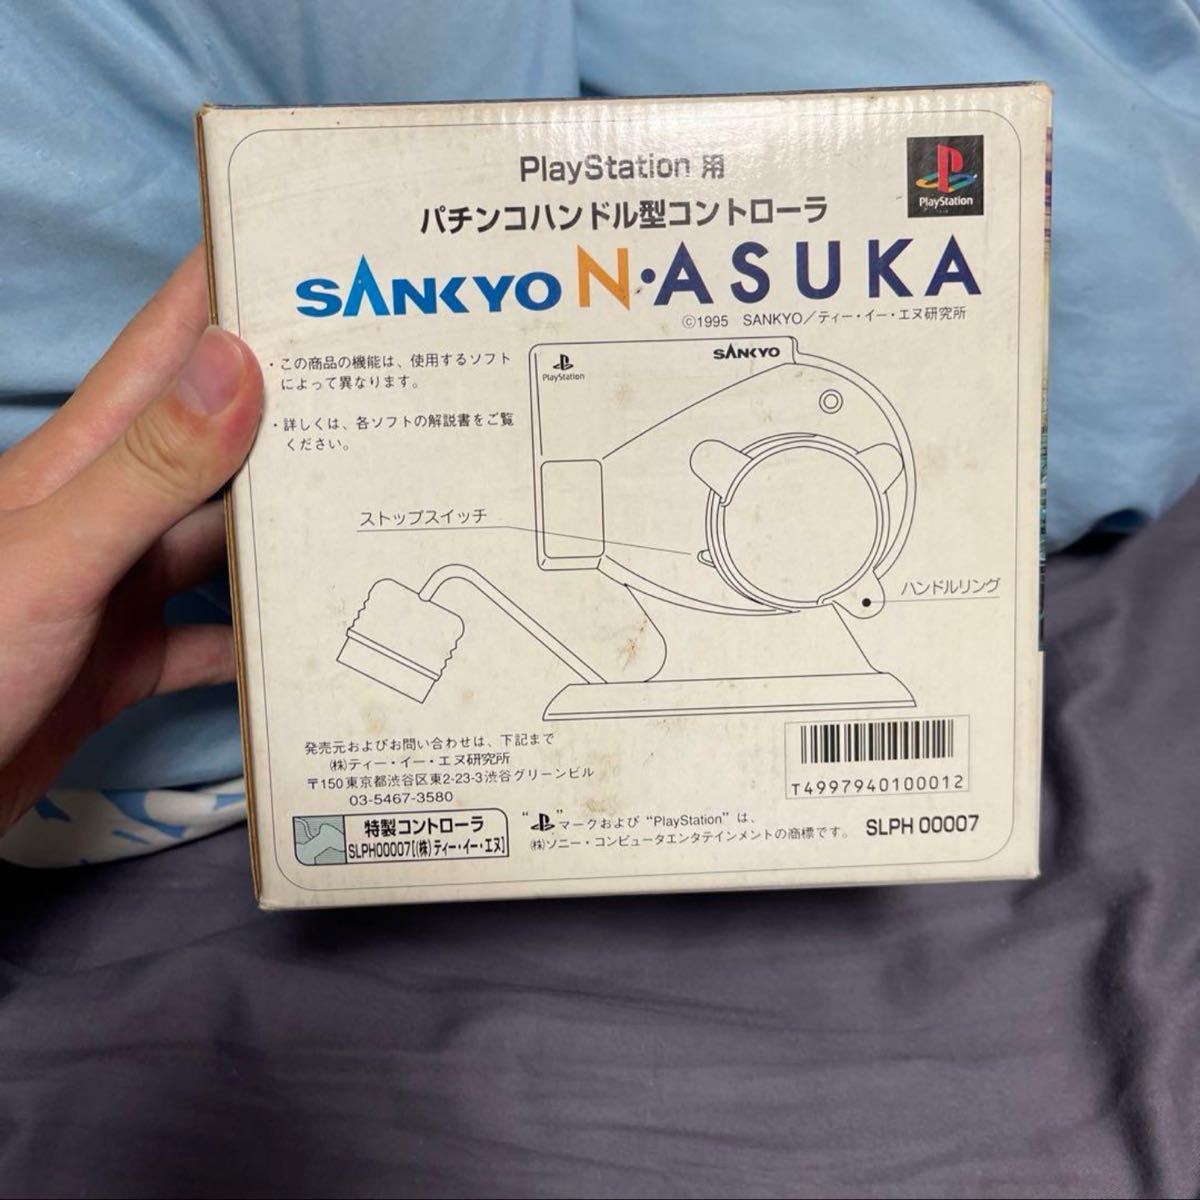 PlayStation 用
PlayStation
パチンコハンドル型コントローラ
SANKYO N·ASUKA
©1995 SANKYO/ティー・イー・エヌ研究所
・この商品の機能は、使用するソフト
によって異なります。
・詳しくは、各ソフトの解説書をご覧
ください。
PlayStation
SANKYO
ストップスイッチ
ハンドルリング
発売元およびお問い合わせは、下記まで
(株)ティー・イー・エヌ研究所
〒150 東京都渋谷区東2-23-3渋谷グリーンビル
03-5467-3580
T4997940100012
特製コントローラ
SLPH00007[(株)ティー・イー・エヌ]
“ ”マークおよび “PlayStation” は、
(株)ソニー・コンピュータエンタテインメントの商標です。
SLPH 00007